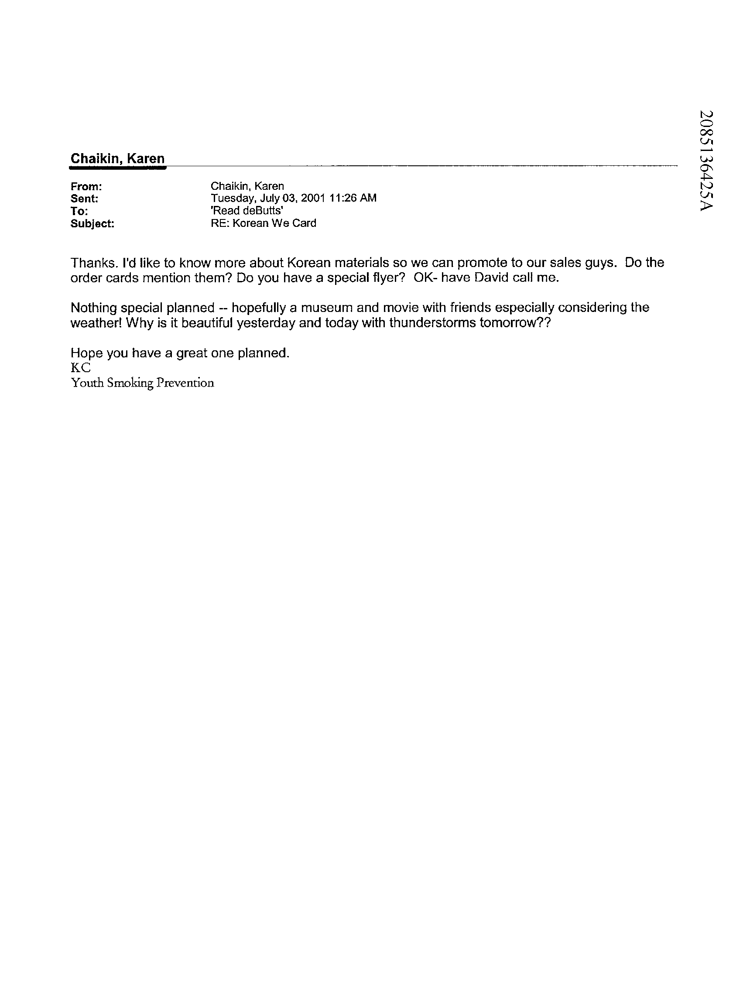 2085136425A
Chaikin, Karen
From: Chaikin, Karen
Sent: Tuesday, July 03, 2001 11:26 AM
To: 'Read deButts'
Subject: RE: Korean We Card
Thanks. I'd like to know more about Korean materials so we can promote to our sales guys. Do the
order cards mention them? Do you have a special flyer? OK- have David call me.
Nothing special planned -- hopefully a museum and movie with friends especially considering the
weather! Why is it beautiful yesterday and today with thunderstorms tomorrow??
Hope you have a great one planned.
KC
Youth Smoking Prevention